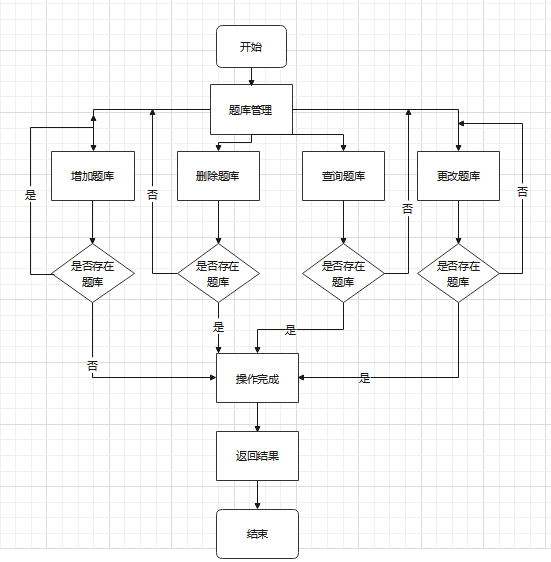 开始
题库管理
增加题库
删除题库
查询题库
更改题库
是
否
否
否
是否存在
题库
是否存在
题库
是否存在
题库
是否存在
题库
是
是
否
是
操作完成
返回结果
结束